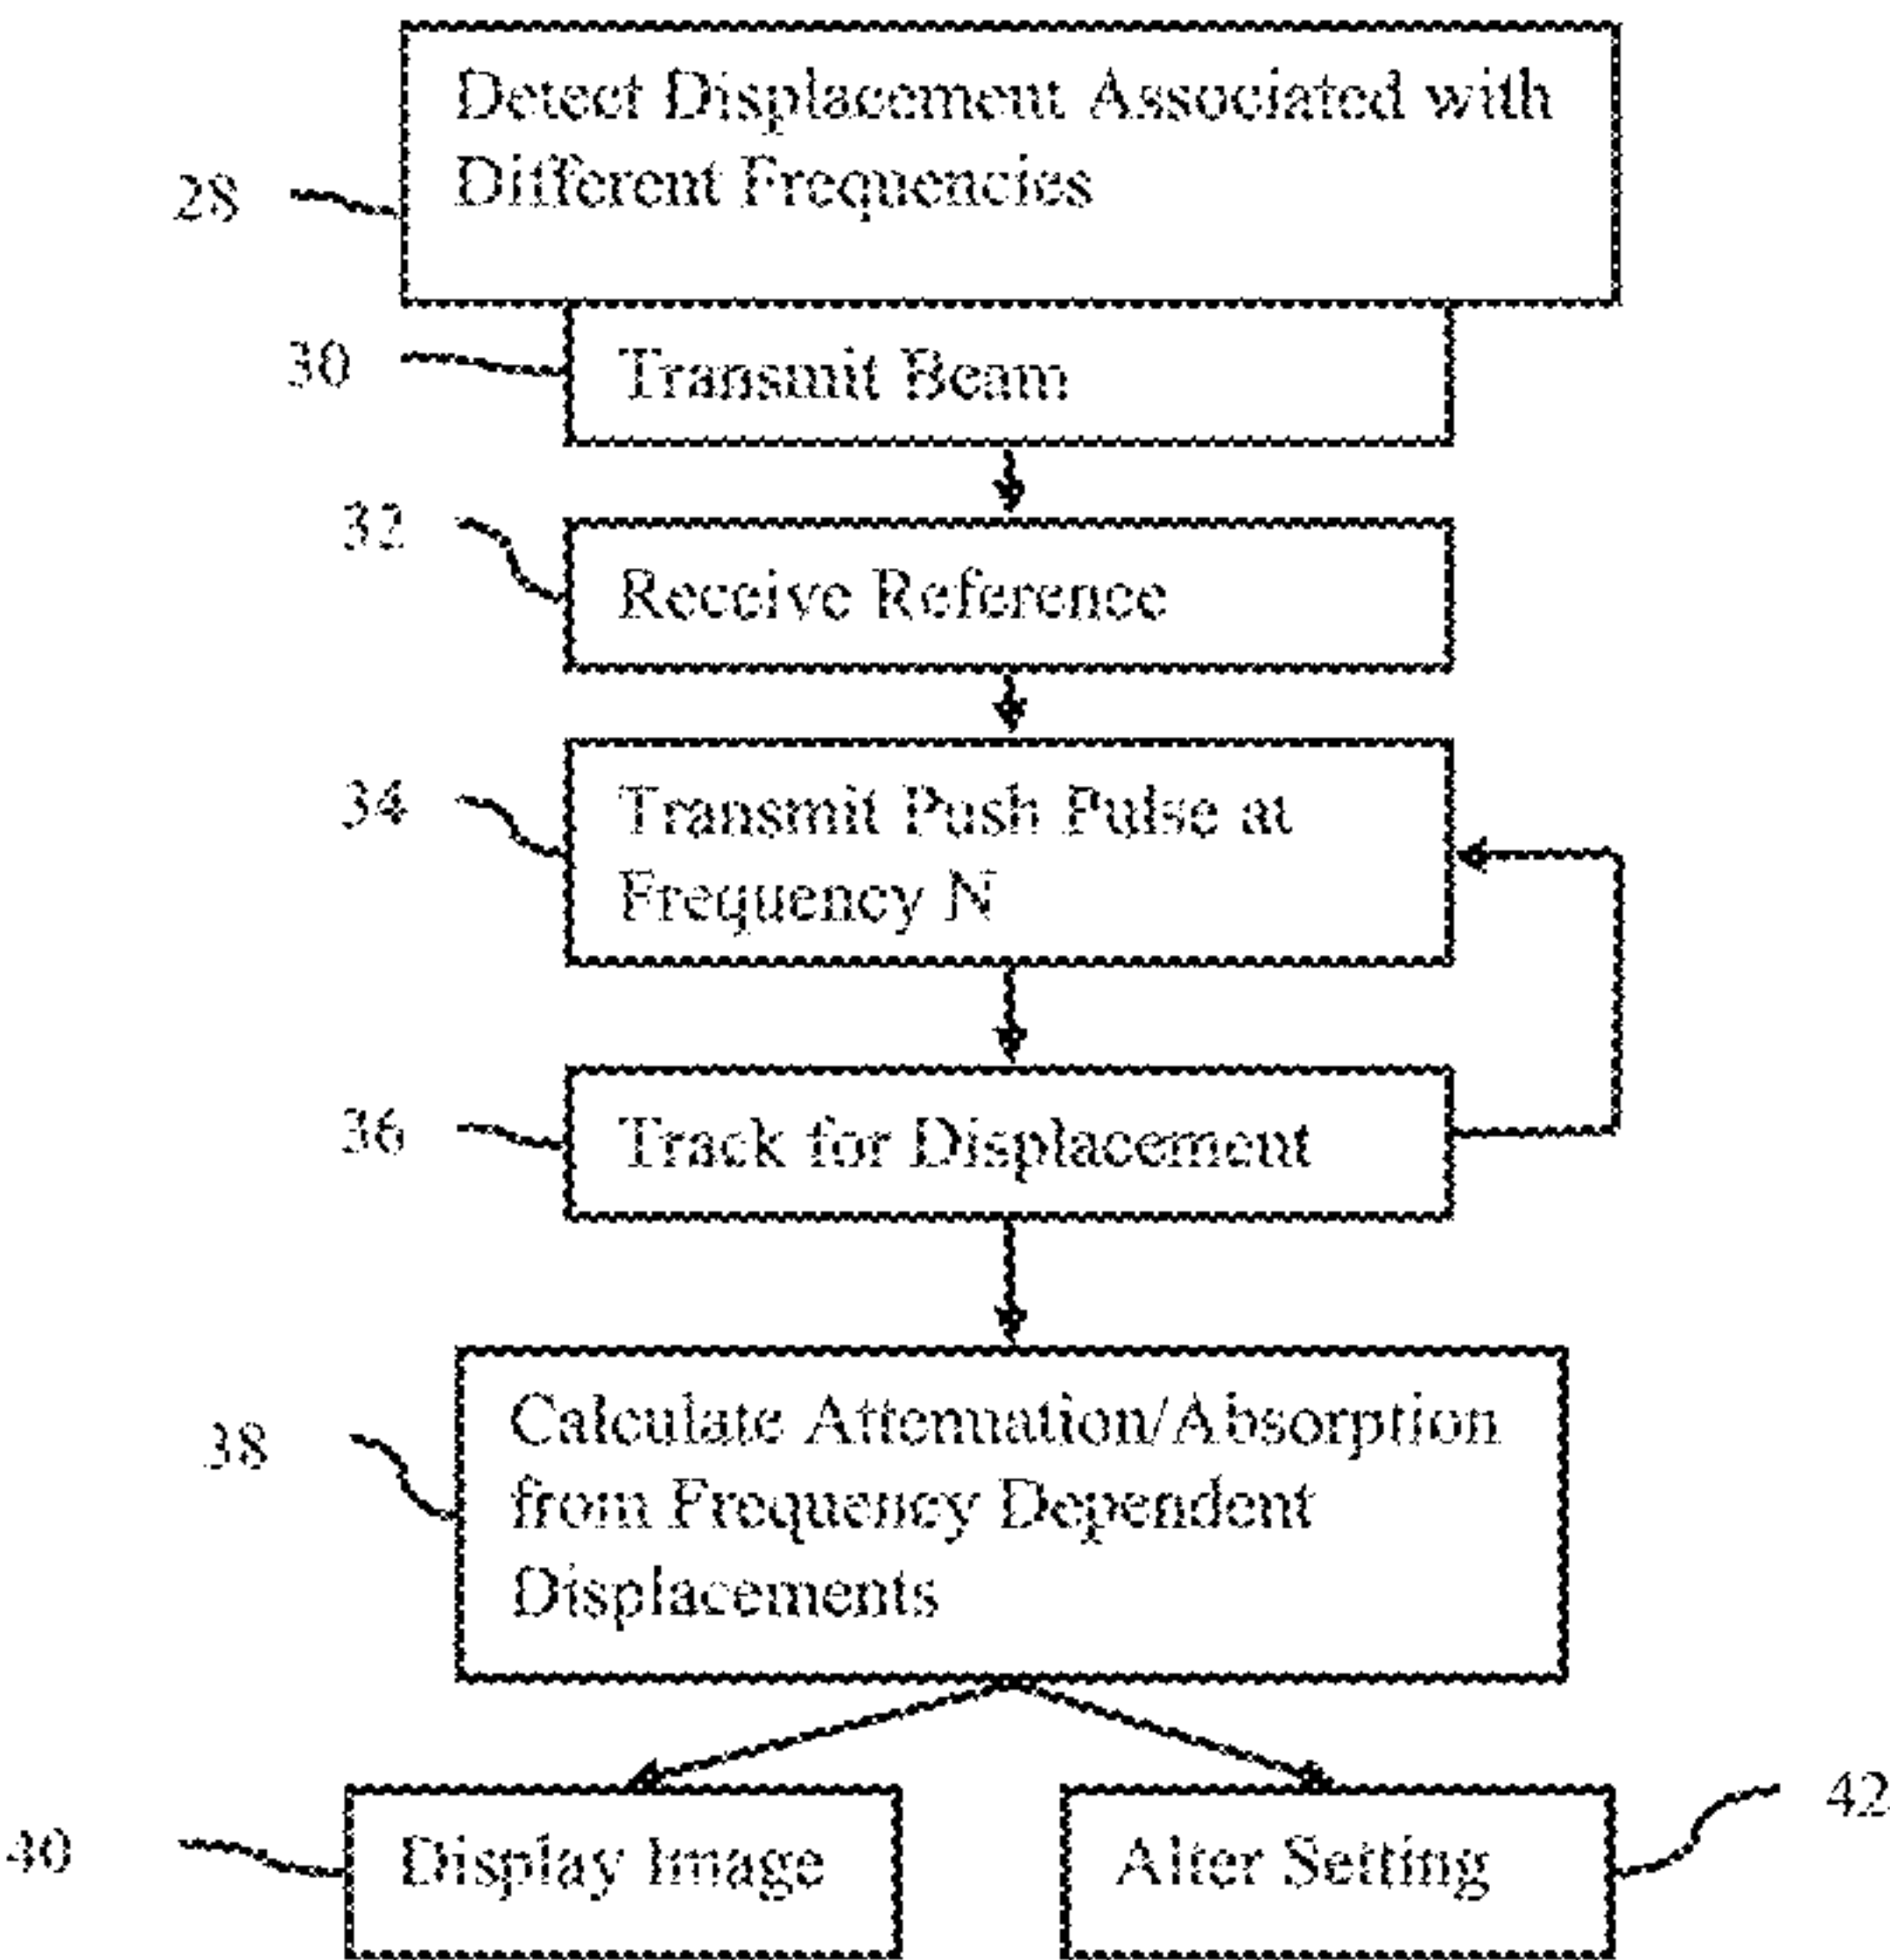 Detect Displacement Associated with
Different Frequencies
28
30
Transmit Beam
32
Receive Reference
34
Transmit Push Pulse at
Frequency N
36
Track for Displacement
38
Calculate Attenuation/Absorption
from Frequency Dependent
Displacements
40
Display Image
Alter Setting
42